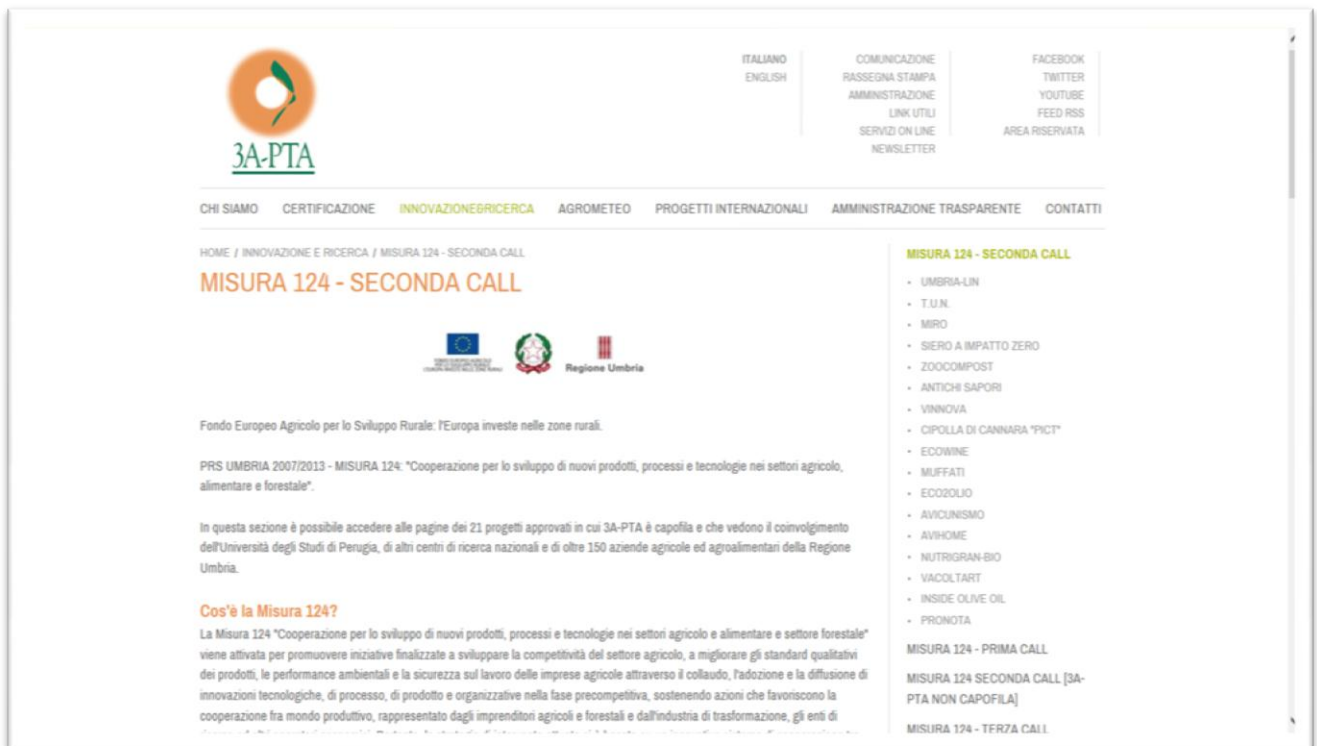 3A-PTA
ITALIANO
ENGLISH
COMUNICAZIONE
RASSEGNA STAMPA
AMMINISTRAZIONE
LINK UTILI
SERVIZI ON LINE
NEWSLETTER
FACEBOOK
TWITTER
YOUTUBE
FEED RSS
AREA RISERVATA
CHI SIAMO CERTIFICAZIONE INNOVAZIONE&RICERCA AGROMETEO PROGETTI INTERNAZIONALI AMMINISTRAZIONE TRASPARENTE CONTATTI
HOME / INNOVAZIONE E RICERCA / MISURA 124 - SECONDA CALL
MISURA 124 - SECONDA CALL
Regione Umbria
Fondo Europeo Agricolo per lo Sviluppo Rurale: l'Europa investe nelle zone rurali.
PRS UMBRIA 2007/2013 - MISURA 124: "Cooperazione per lo sviluppo di nuovi prodotti, processi e tecnologie nei settori agricolo,
alimentare e forestale".
In questa sezione è possibile accedere alle pagine dei 21 progetti approvati in cui 3A-PTA è capofila e che vedono il coinvolgimento
dell'Università degli Studi di Perugia, di altri centri di ricerca nazionali e di oltre 150 aziende agricole ed agroalimentari della Regione
Umbria.
Cos'è la Misura 124?
La Misura 124 "Cooperazione per lo sviluppo di nuovi prodotti, processi e tecnologie nei settori agricolo e alimentare e settore forestale"
viene attivata per promuovere iniziative finalizzate a sviluppare la competitività del settore agricolo, a migliorare gli standard qualitativi
dei prodotti, le performance ambientali e la sicurezza sul lavoro delle imprese agricole attraverso il collaudo, l'adozione e la diffusione di
innovazioni tecnologiche, di processo, di prodotto e organizzative nella fase precompetitiva, sostenendo azioni che favoriscono la
cooperazione fra mondo produttivo, rappresentato dagli imprenditori agricoli e forestali e dall'industria di trasformazione, gli enti di
MISURA 124 - SECONDA CALL
UMBRIA-LIN
T.U.N.
MIRO
SIERO A IMPATTO ZERO
ZOOCOMPOST
ANTICHI SAPORI
VINNOVA
CIPOLLA DI CANNARA "PICT"
ECOWINE
MUFFATI
ECO2OLIO
AVICUNISMO
AVIHOME
NUTRIGRAN-BIO
VACOLTART
INSIDE OLIVE OIL
PRONOTA
MISURA 124 - PRIMA CALL
MISURA 124 SECONDA CALL [3A-
PTA NON CAPOFILA]
MISURA 124 - TERZA CALL